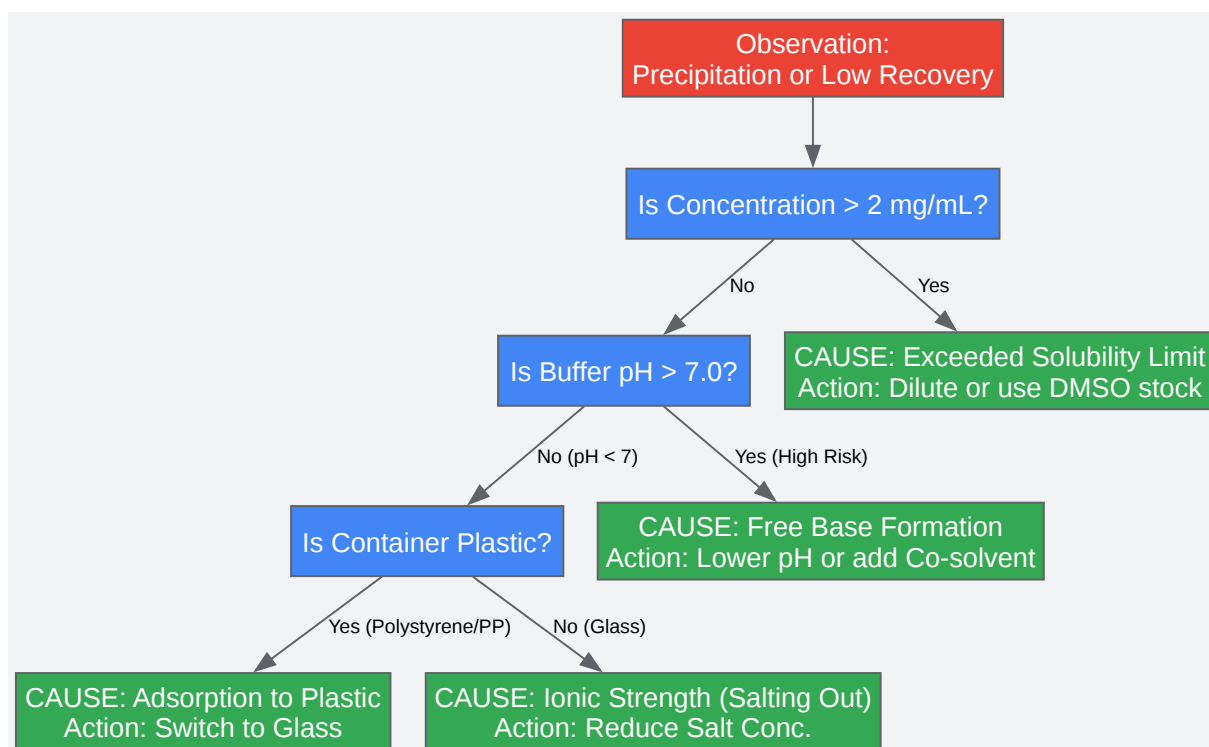 Observation:
Precipitation or Low Recovery
Is Concentration > 2 mg/mL?
No
Yes
Is Buffer pH > 7.0?
CAUSE: Exceeded Solubility Limit
Action: Dilute or use DMSO stock
No (pH < 7)
Yes (High Risk)
Is Container Plastic?
CAUSE: Free Base Formation
Action: Lower pH or add Co-solvent
Yes (Polystyrene/PP)
No (Glass)
CAUSE: Adsorption to Plastic
Action: Switch to Glass
CAUSE: Ionic Strength (Salting Out)
Action: Reduce Salt Conc.